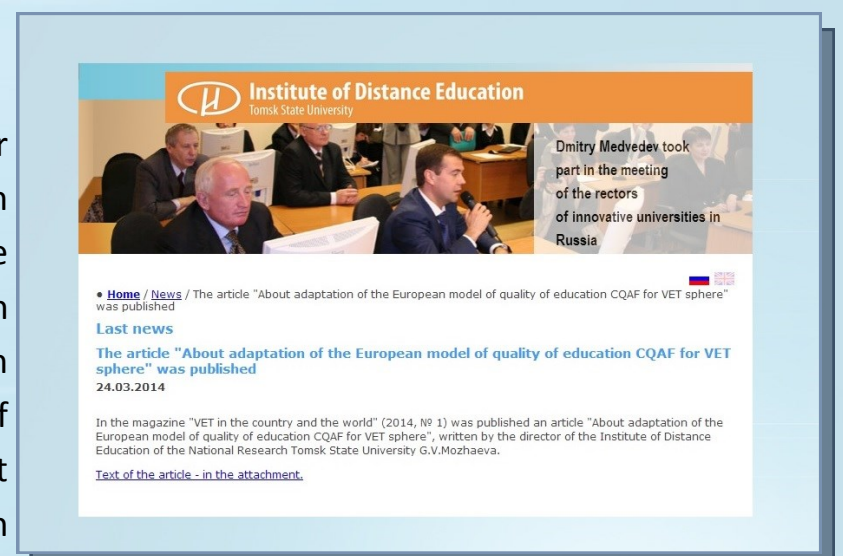 r
n
e
n
n
f
t
n
Institute of Distance Education
Tomsk State University
Dmitry Medvedev took
part in the meeting
of the rectors
of innovative universities in
Russia
● Home / News / The article "About adaptation of the European model of quality of education CQAF for VET sphere"
was published
Last news
The article "About adaptation of the European model of quality of education CQAF for VET
sphere" was published
24.03.2014
In the magazine "VET in the country and the world" (2014, № 1) was published an article "About adaptation of the
European model of quality of education CQAF for VET sphere", written by the director of the Institute of Distance
Education of the National Research Tomsk State University G.V.Mozhaeva.
Text of the article - in the attachment.